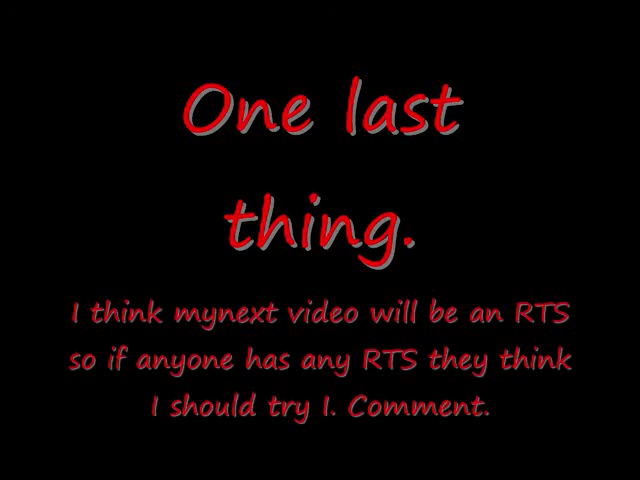 One last
thing.
I think mynext video will be an RTS
so if anyone has any RTS they think
I should try I. Comment.